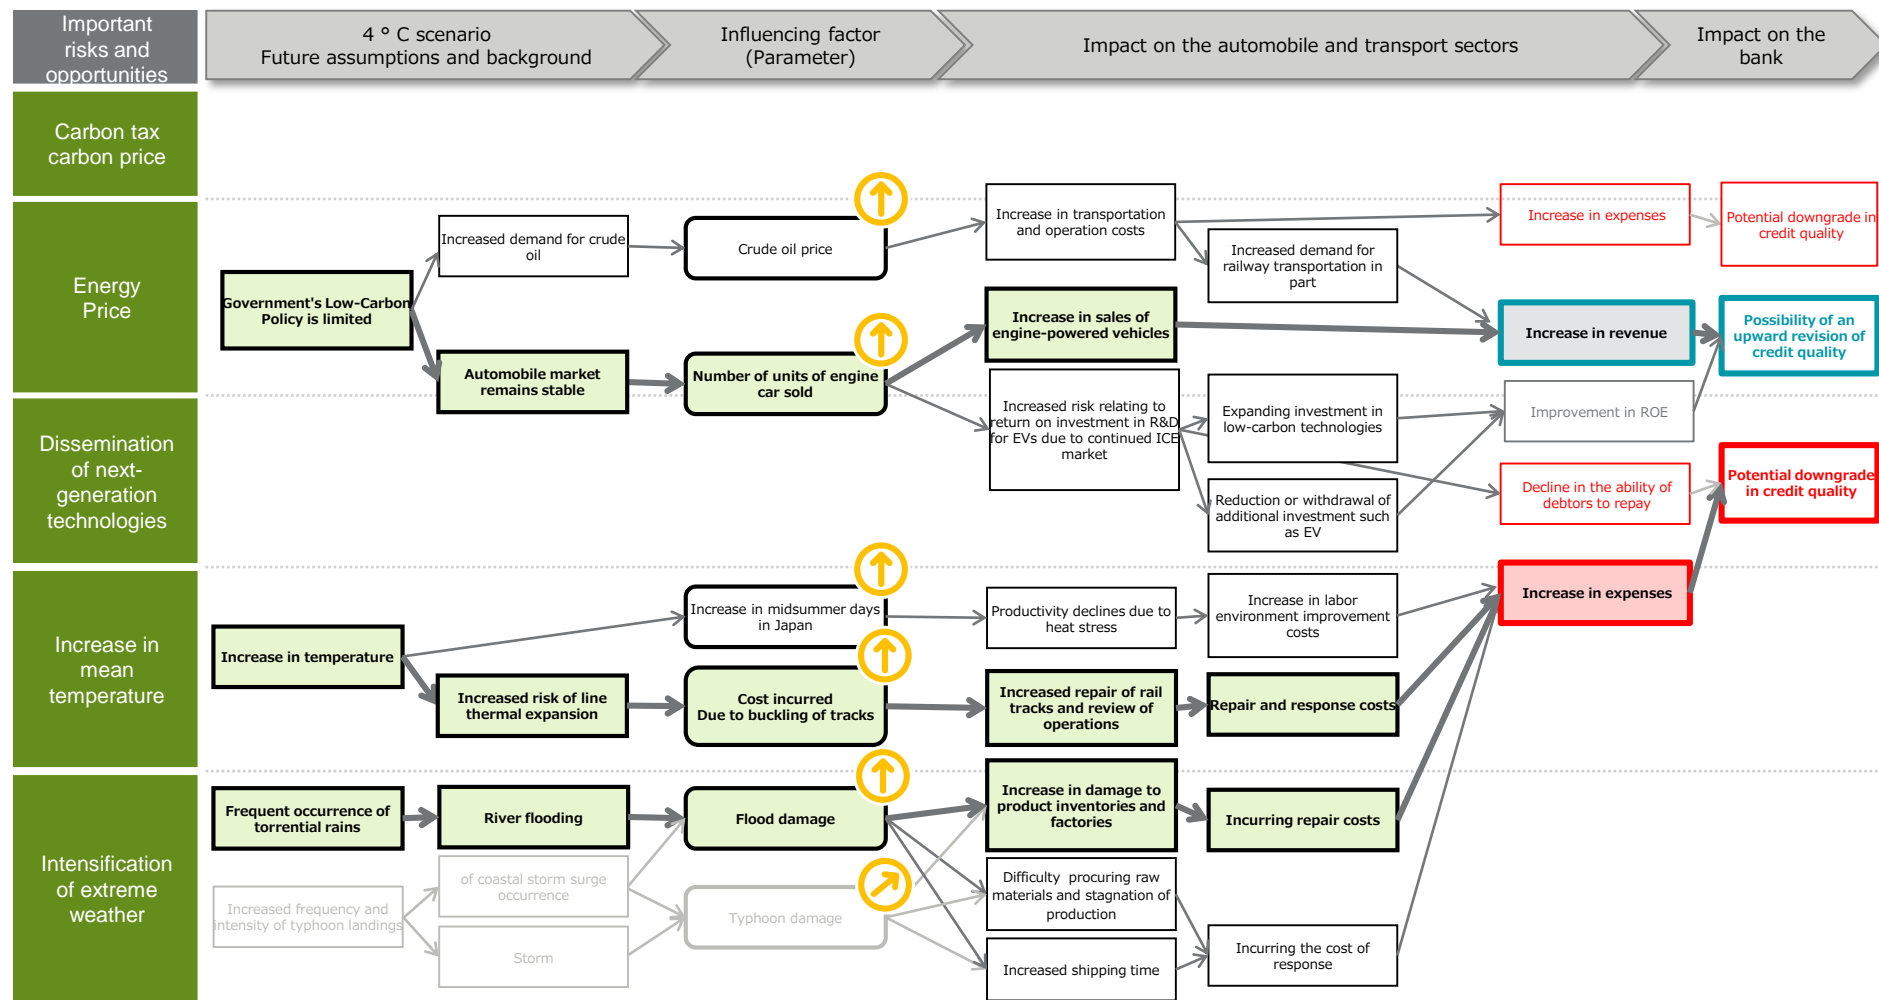 Important
risks and
opportunities
4 ° C scenario
Future assumptions and background
Influencing factor
(Parameter)
Impact on the automobile and transport sectors
Impact on the
bank
Carbon tax
carbon price
Energy
Price
Government's Low-Carbon
Policy is limited
Increased demand for crude
oil
Crude oil price
Increase in transportation
and operation costs
Increased demand for
railway transportation in
part
Increase in expenses
Potential downgrade in
credit quality
Automobile market
remains stable
Number of units of engine
car sold
Increase in sales of
engine-powered vehicles
Increase in revenue
Possibility of an
upward revision of
credit quality
Dissemination
of next-
generation
technologies
Increased risk relating to
return on investment in R&D
for EVs due to continued ICE
market
Expanding investment in
low-carbon technologies
Reduction or withdrawal of
additional investment such
as EV
Improvement in ROE
Decline in the ability of
debtors to repay
Potential downgrade
in credit quality
Increase in
mean
temperature
Increase in temperature
Increase in midsummer days
in Japan
Productivity declines due to
heat stress
Increase in labor
environment improvement
costs
Increase in expenses
Increased risk of line
thermal expansion
Cost incurred
Due to buckling of tracks
Increased repair of rail
tracks and review of
operations
Repair and response costs
Intensification
of extreme
weather
Frequent occurrence of
torrential rains
River flooding
Flood damage
Increase in damage to
product inventories and
factories
Incurring repair costs
Increased frequency and
intensity of typhoon landings
of coastal storm surge
occurrence
Storm
Typhoon damage
Difficulty procuring raw
materials and stagnation of
production
Increased shipping time
Incurring the cost of
response